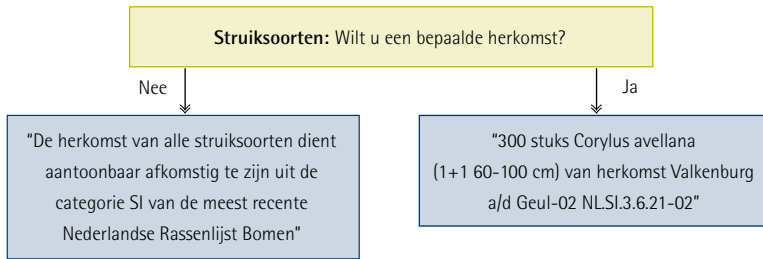 Struiksoorten: Wilt u een bepaalde herkomst?
Nee
Ja
"De herkomst van alle struiksoorten dient
aantoonbaar afkomstig te zijn uit de
categorie SI van de meest recente
Nederlandse Rassenlijst Bomen"
"300 stuks Corylus avellana
(1+1 60-100 cm) van herkomst Valkenburg
a/d Geul-02 NL.SI.3.6.21-02"